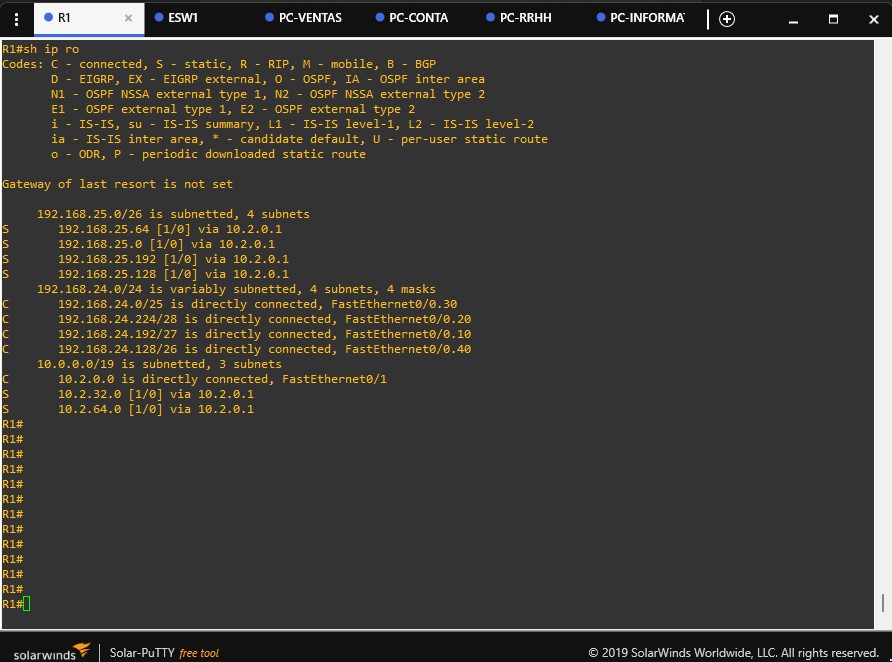 R1 × ESW1 PC-VENTAS PC-CONTA PC-RRHH PC-INFORMA
R1#sh ip ro
Codes: C - connected, S - static, R - RIP, M - mobile, B - BGP
       D - EIGRP, EX - EIGRP external, O - OSPF, IA - OSPF inter area
       N1 - OSPF NSSA external type 1, N2 - OSPF NSSA external type 2
       E1 - OSPF external type 1, E2 - OSPF external type 2
       i - IS-IS, su - IS-IS summary, L1 - IS-IS level-1, L2 - IS-IS level-2
       ia - IS-IS inter area, * - candidate default, U - per-user static route
       o - ODR, P - periodic downloaded static route
Gateway of last resort is not set
     192.168.25.0/26 is subnetted, 4 subnets
S       192.168.25.64 [1/0] via 10.2.0.1
S       192.168.25.0 [1/0] via 10.2.0.1
S       192.168.25.192 [1/0] via 10.2.0.1
S       192.168.25.128 [1/0] via 10.2.0.1
     192.168.24.0/24 is variably subnetted, 4 subnets, 4 masks
C       192.168.24.0/25 is directly connected, FastEthernet0/0.30
C       192.168.24.224/28 is directly connected, FastEthernet0/0.20
C       192.168.24.192/27 is directly connected, FastEthernet0/0.10
C       192.168.24.128/26 is directly connected, FastEthernet0/0.40
     10.0.0.0/19 is subnetted, 3 subnets
C       10.2.0.0 is directly connected, FastEthernet0/1
S       10.2.32.0 [1/0] via 10.2.0.1
S       10.2.64.0 [1/0] via 10.2.0.1
R1#
R1#
R1#
R1#
R1#
R1#
R1#
R1#
R1#
R1#
R1#
R1#
R1#
solarwinds Solar-PuTTY free tool © 2019 SolarWinds Worldwide, LLC. All rights reserved.